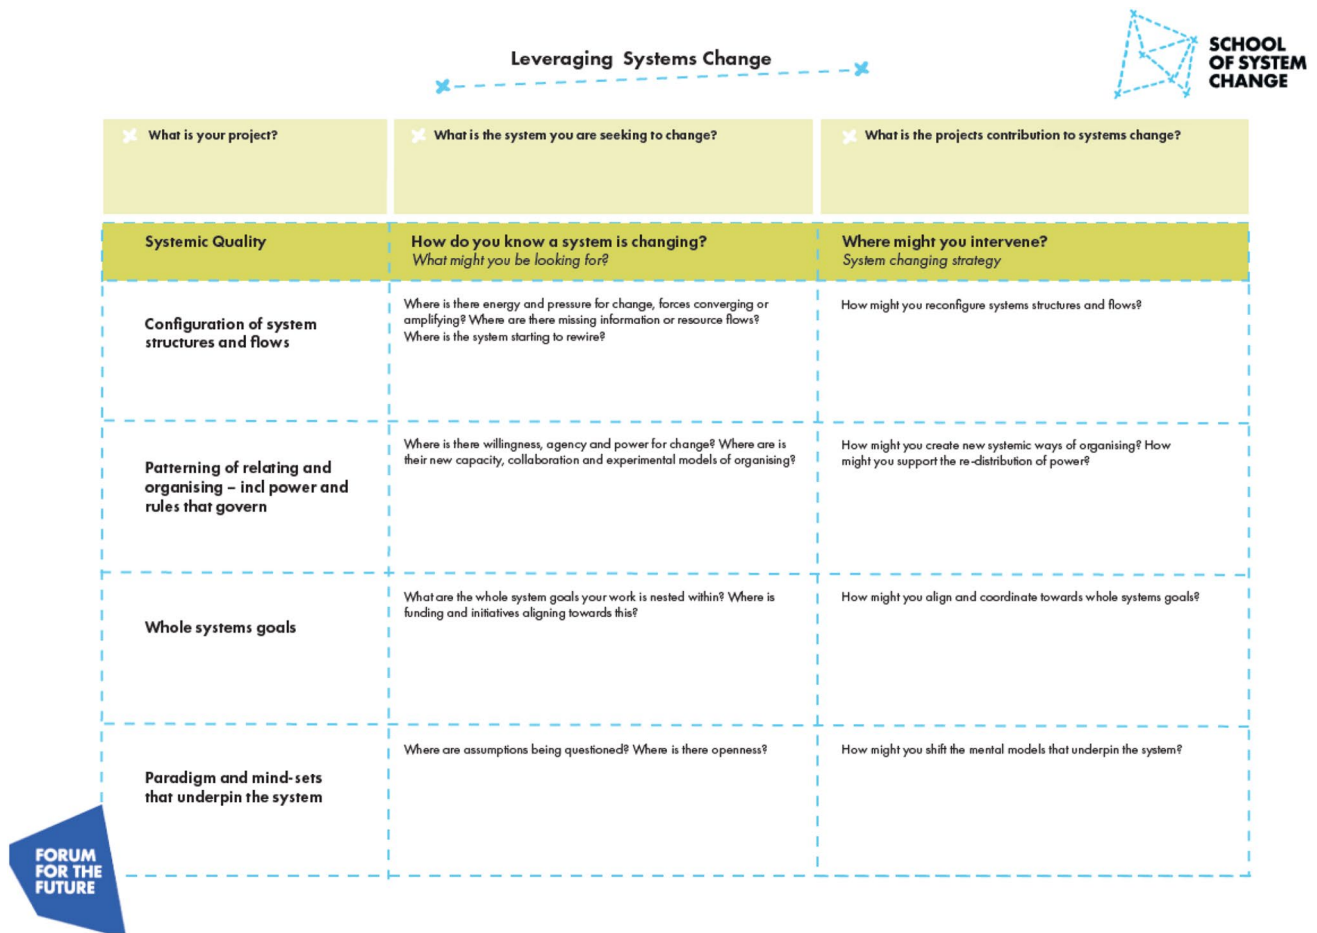 Leveraging Systems Change
SCHOOL
OF SYSTEM
CHANGE
What is your project?
What is the system you are seeking to change?
What is the projects contribution to systems change?
Systemic Quality
How do you know a system is changing?
What might you be looking for?
Where might you intervene?
System changing strategy
Configuration of system
structures and flows
Where is there energy and pressure for change, forces converging or
amplifying? Where are there missing information or resource flows?
Where is the system starting to rewire?
How might you reconfigure systems structures and flows?
Patterning of relating and
organising – incl power and
rules that govern
Where is there willingness, agency and power for change? Where are is
their new capacity, collaboration and experimental models of organising?
How might you create new systemic ways of organising? How
might you support the re-distribution of power?
Whole systems goals
What are the whole system goals your work is nested within? Where is
funding and initiatives aligning towards this?
How might you align and coordinate towards whole systems goals?
Paradigm and mind-sets
that underpin the system
Where are assumptions being questioned? Where is there openness?
How might you shift the mental models that underpin the system?
FORUM
FOR THE
FUTURE